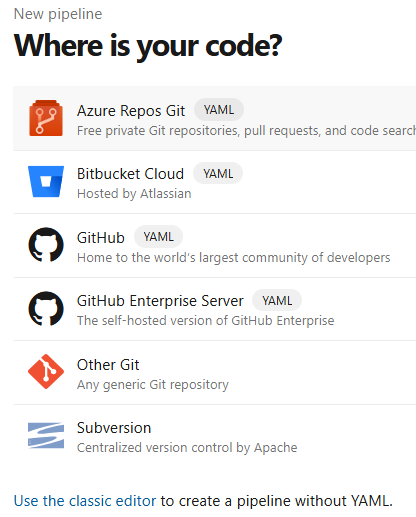 New pipeline
Where is your code?
Azure Repos Git YAML
Free private Git repositories, pull requests, and code search
Bitbucket Cloud YAML
Hosted by Atlassian
GitHub YAML
Home to the world's largest community of developers
GitHub Enterprise Server YAML
The self-hosted version of GitHub Enterprise
Other Git
Any generic Git repository
Subversion
Centralized version control by Apache
Use the classic editor to create a pipeline without YAML.